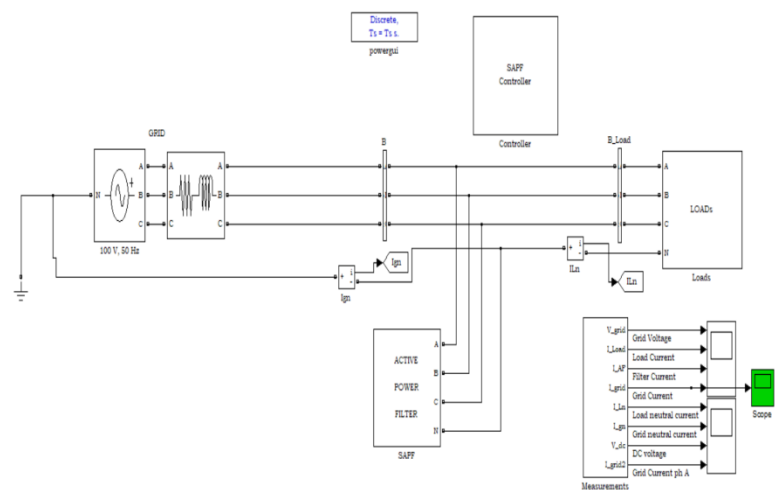 Discrete,
Ts = Ts s.
powergui
SAPF
Controller
Controller
GRID
N
A
B
C
A
B
C
A
B
C
100 V, 50 Hz
B
B_Load
A
B
C
N
LOADs
Loads
+
i
-
Ign
Ign
+
i
-
ILn
ILn
ACTIVE
POWER
FILTER
A
B
C
N
SAPF
V_grid
Grid Voltage
I_Load
Load Current
I_AF
Filter Current
I_grid
Grid Current
I_Ln
Load neutral current
I_gn
Grid neutral current
V_dc
DC voltage
I_grid2
Grid Current ph A
Measurements
Scope